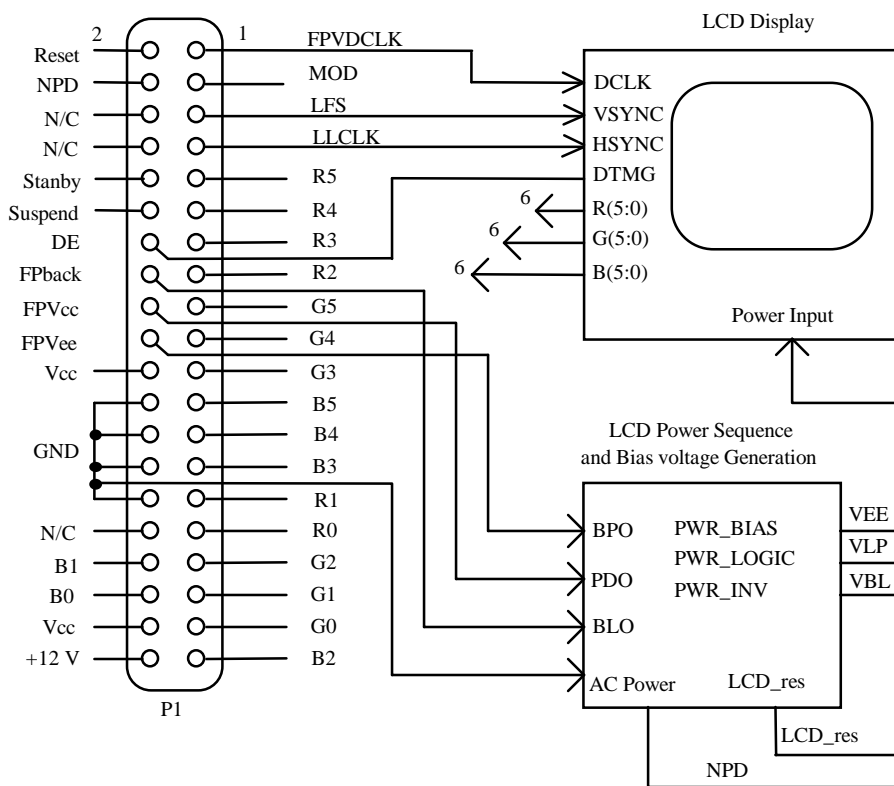 LCD Display
2
1
Reset
FPVDCLK
NPD
MOD
DCLK
N/C
LFS
VSYNC
N/C
LLCLK
HSYNC
Stanby
R5
DTMG
Suspend
R4
6
R(5:0)
DE
R3
6
G(5:0)
FPback
R2
6
B(5:0)
FPVcc
G5
Power Input
FPVee
G4
Vcc
G3
B5
GND
B4
LCD Power Sequence
and Bias voltage Generation
B3
R1
N/C
R0
BPO
PWR_BIAS
VEE
B1
G2
PWR_LOGIC
VLP
B0
G1
PDO
PWR_INV
VBL
Vcc
G0
BLO
+12 V
B2
AC Power
LCD_res
P1
LCD_res
NPD